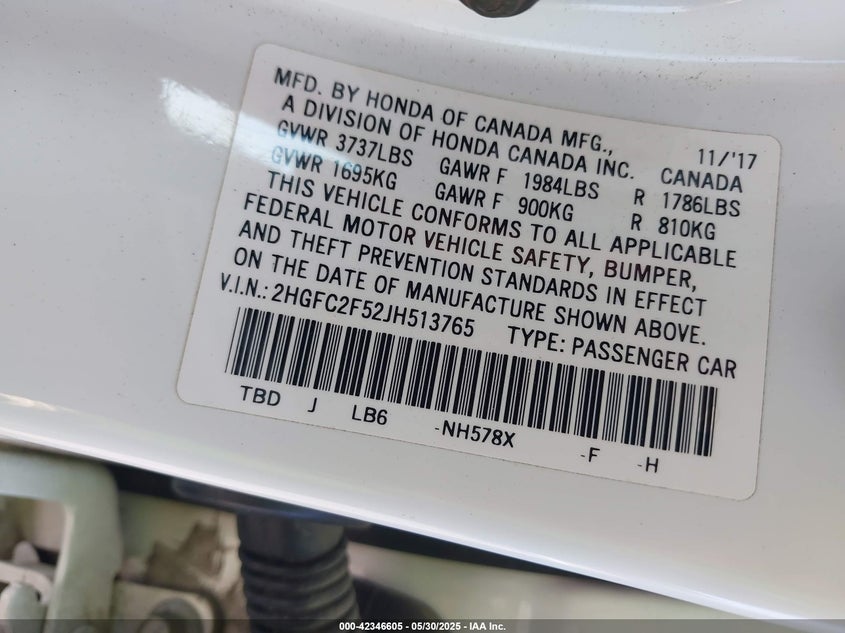 MFD. BY HONDA OF CANADA MFG.,
A DIVISION OF HONDA CANADA INC. 11/'17
GVWR 3737LBS GAWR F 1984LBS R 1786LBS CANADA
GVWR 1695KG GAWR F 900KG R 810KG
THIS VEHICLE CONFORMS TO ALL APPLICABLE
FEDERAL MOTOR VEHICLE SAFETY, BUMPER,
AND THEFT PREVENTION STANDARDS IN EFFECT
ON THE DATE OF MANUFACTURE SHOWN ABOVE.
V.I.N.: 2HGFC2F52JH513765 TYPE: PASSENGER CAR
TBD J LB6 -NH578X -F -H
000-42346605 - 05/30/2025 - IAA Inc.